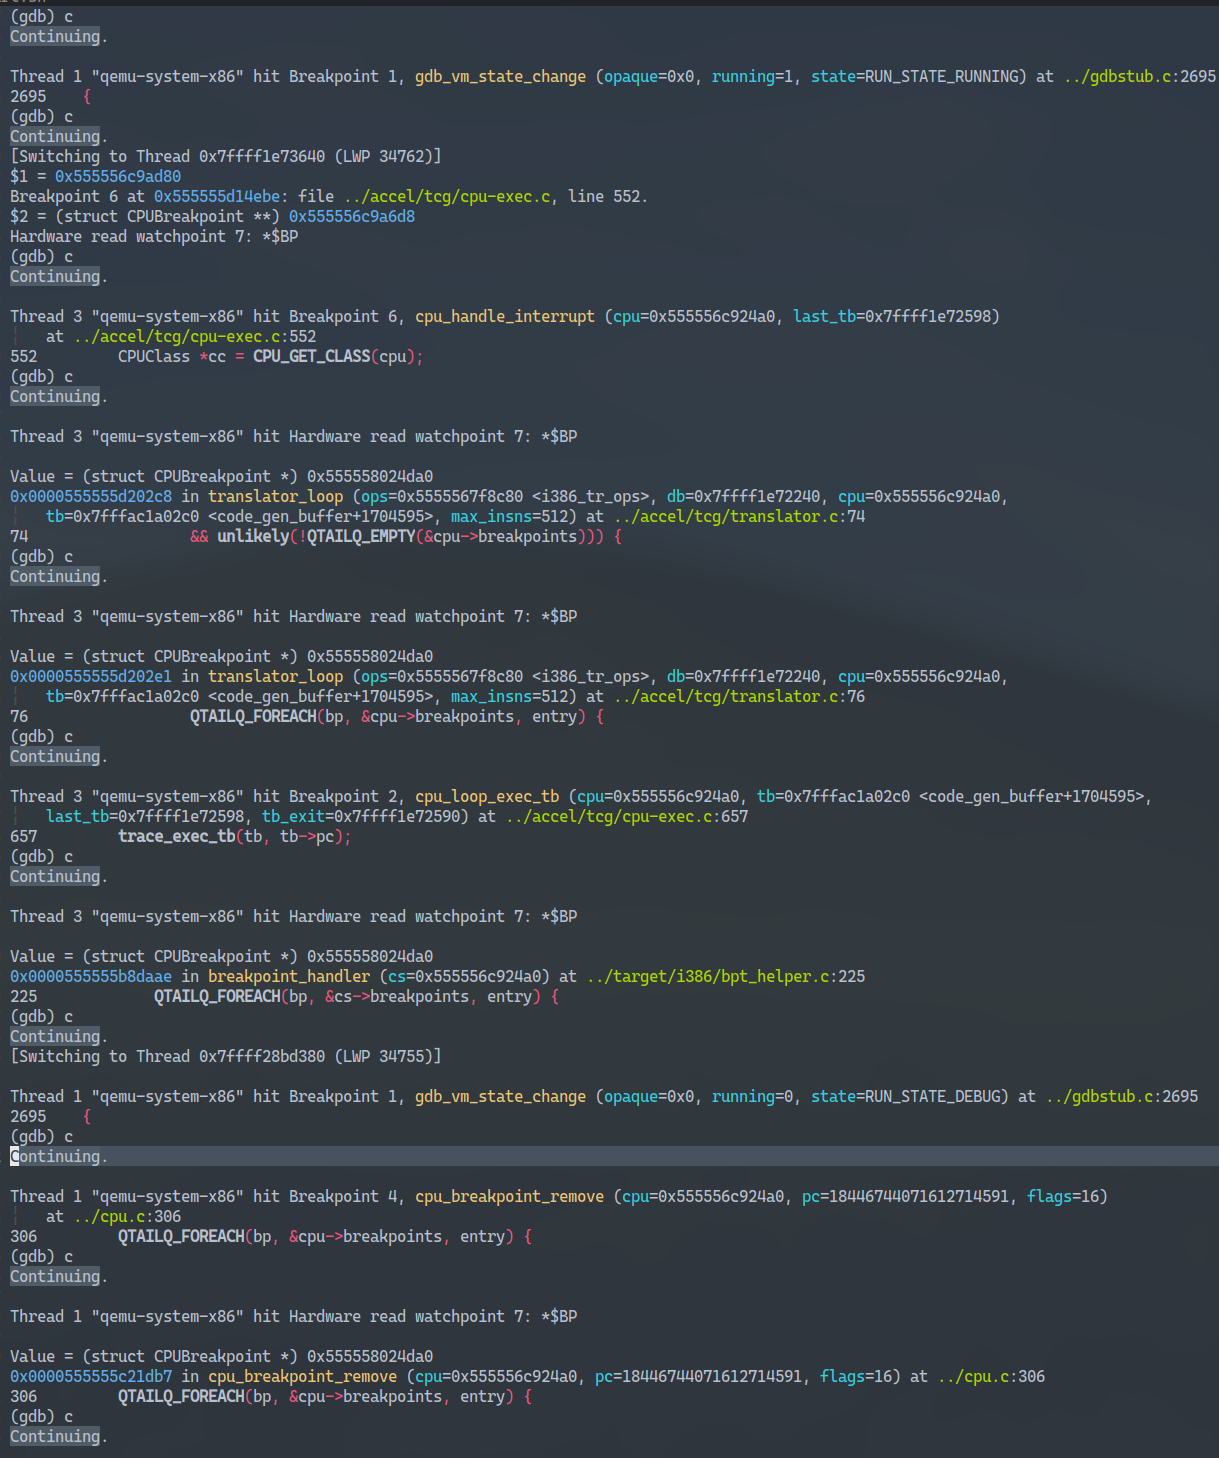 (gdb) c
Continuing.
Thread 1 "qemu-system-x86" hit Breakpoint 1, gdb_vm_state_change (opaque=0x0, running=1, state=RUN_STATE_RUNNING) at ../gdbstub.c:2695
2695    {
(gdb) c
Continuing.
[Switching to Thread 0x7ffff1e73640 (LWP 34762)]
$1 = 0x555556c9ad80
Breakpoint 6 at 0x555555d14ebe: file ../accel/tcg/cpu-exec.c, line 552.
$2 = (struct CPUBreakpoint **) 0x555556c9a6d8
Hardware read watchpoint 7: *$BP
(gdb) c
Continuing.
Thread 3 "qemu-system-x86" hit Breakpoint 6, cpu_handle_interrupt (cpu=0x555556c924a0, last_tb=0x7ffff1e72598)
    at ../accel/tcg/cpu-exec.c:552
552         CPUClass *cc = CPU_GET_CLASS(cpu);
(gdb) c
Continuing.
Thread 3 "qemu-system-x86" hit Hardware read watchpoint 7: *$BP
Value = (struct CPUBreakpoint *) 0x555558024da0
0x0000555555d202c8 in translator_loop (ops=0x5555567f8c80 <i386_tr_ops>, db=0x7ffff1e72240, cpu=0x555556c924a0,
    tb=0x7fffac1a02c0 <code_gen_buffer+1704595>, max_insns=512) at ../accel/tcg/translator.c:74
74                  && unlikely(!QTAILQ_EMPTY(&cpu->breakpoints))) {
(gdb) c
Continuing.
Thread 3 "qemu-system-x86" hit Hardware read watchpoint 7: *$BP
Value = (struct CPUBreakpoint *) 0x555558024da0
0x0000555555d202e1 in translator_loop (ops=0x5555567f8c80 <i386_tr_ops>, db=0x7ffff1e72240, cpu=0x555556c924a0,
    tb=0x7fffac1a02c0 <code_gen_buffer+1704595>, max_insns=512) at ../accel/tcg/translator.c:76
76                  QTAILQ_FOREACH(bp, &cpu->breakpoints, entry) {
(gdb) c
Continuing.
Thread 3 "qemu-system-x86" hit Breakpoint 2, cpu_loop_exec_tb (cpu=0x555556c924a0, tb=0x7fffac1a02c0 <code_gen_buffer+1704595>,
    last_tb=0x7ffff1e72598, tb_exit=0x7ffff1e72590) at ../accel/tcg/cpu-exec.c:657
657         trace_exec_tb(tb, tb->pc);
(gdb) c
Continuing.
Thread 3 "qemu-system-x86" hit Hardware read watchpoint 7: *$BP
Value = (struct CPUBreakpoint *) 0x555558024da0
0x0000555555b8daae in breakpoint_handler (cs=0x555556c924a0) at ../target/i386/bpt_helper.c:225
225             QTAILQ_FOREACH(bp, &cs->breakpoints, entry) {
(gdb) c
Continuing.
[Switching to Thread 0x7ffff28bd380 (LWP 34755)]
Thread 1 "qemu-system-x86" hit Breakpoint 1, gdb_vm_state_change (opaque=0x0, running=0, state=RUN_STATE_DEBUG) at ../gdbstub.c:2695
2695    {
(gdb) c
Continuing.
Thread 1 "qemu-system-x86" hit Breakpoint 4, cpu_breakpoint_remove (cpu=0x555556c924a0, pc=18446744071612714591, flags=16)
    at ../cpu.c:306
306         QTAILQ_FOREACH(bp, &cpu->breakpoints, entry) {
(gdb) c
Continuing.
Thread 1 "qemu-system-x86" hit Hardware read watchpoint 7: *$BP
Value = (struct CPUBreakpoint *) 0x555558024da0
0x0000555555c21db7 in cpu_breakpoint_remove (cpu=0x555556c924a0, pc=18446744071612714591, flags=16) at ../cpu.c:306
306         QTAILQ_FOREACH(bp, &cpu->breakpoints, entry) {
(gdb) c
Continuing.